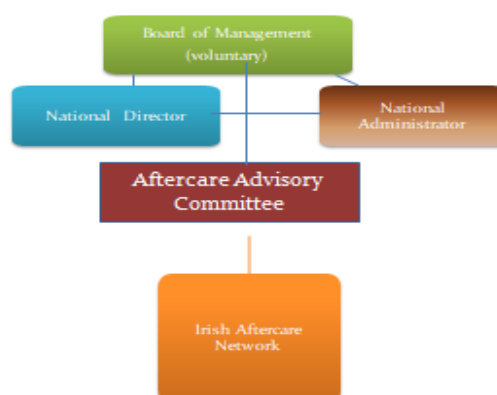 Board of Management
(voluntary)
National Director
National
Administrator
Aftercare Advisory
Committee
Irish Aftercare
Network